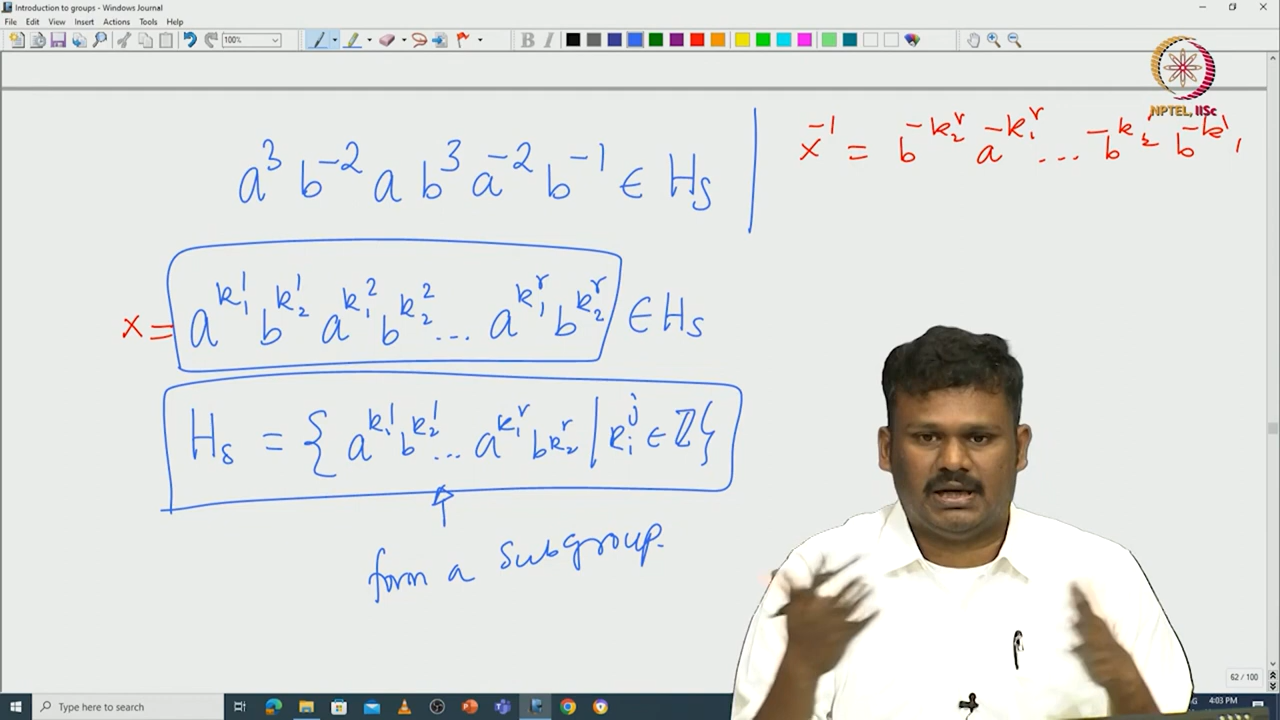 Introduction to groups - Windows Journal
File Edit View Insert Actions Tools Help
100%
B I
NPTEL, IISc
a^3 b^{-2} a b^3 a^{-2} b^{-1} ∈ H_S
x^{-1} = b^{-k_2^r} a^{-k_1^r} ... b^{-k_2^1} b^{-k_1^1}
x = a^{k_1^1} b^{k_2^1} a^{k_1^2} b^{k_2^2} ... a^{k_1^r} b^{k_2^r} ∈ H_S
H_S = { a^{k_1^1} b^{k_2^1} ... a^{k_1^r} b^{k_2^r} | k_i^j ∈ ℤ }
form a subgroup.
62 / 100
Type here to search
4:03 PM